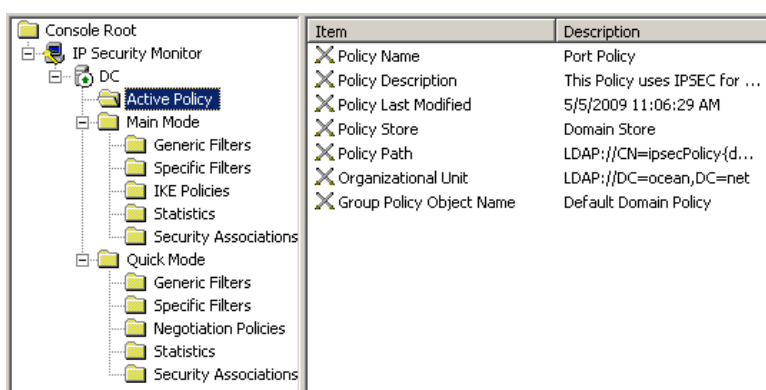 Console Root
IP Security Monitor
DC
Active Policy
Main Mode
Generic Filters
Specific Filters
IKE Policies
Statistics
Security Associations
Quick Mode
Generic Filters
Specific Filters
Negotiation Policies
Statistics
Security Associations
Item Description
Policy Name Port Policy
Policy Description This Policy uses IPSEC for ...
Policy Last Modified 5/5/2009 11:06:29 AM
Policy Store Domain Store
Policy Path LDAP://CN=ipsecPolicy{d...
Organizational Unit LDAP://DC=ocean,DC=net
Group Policy Object Name Default Domain Policy